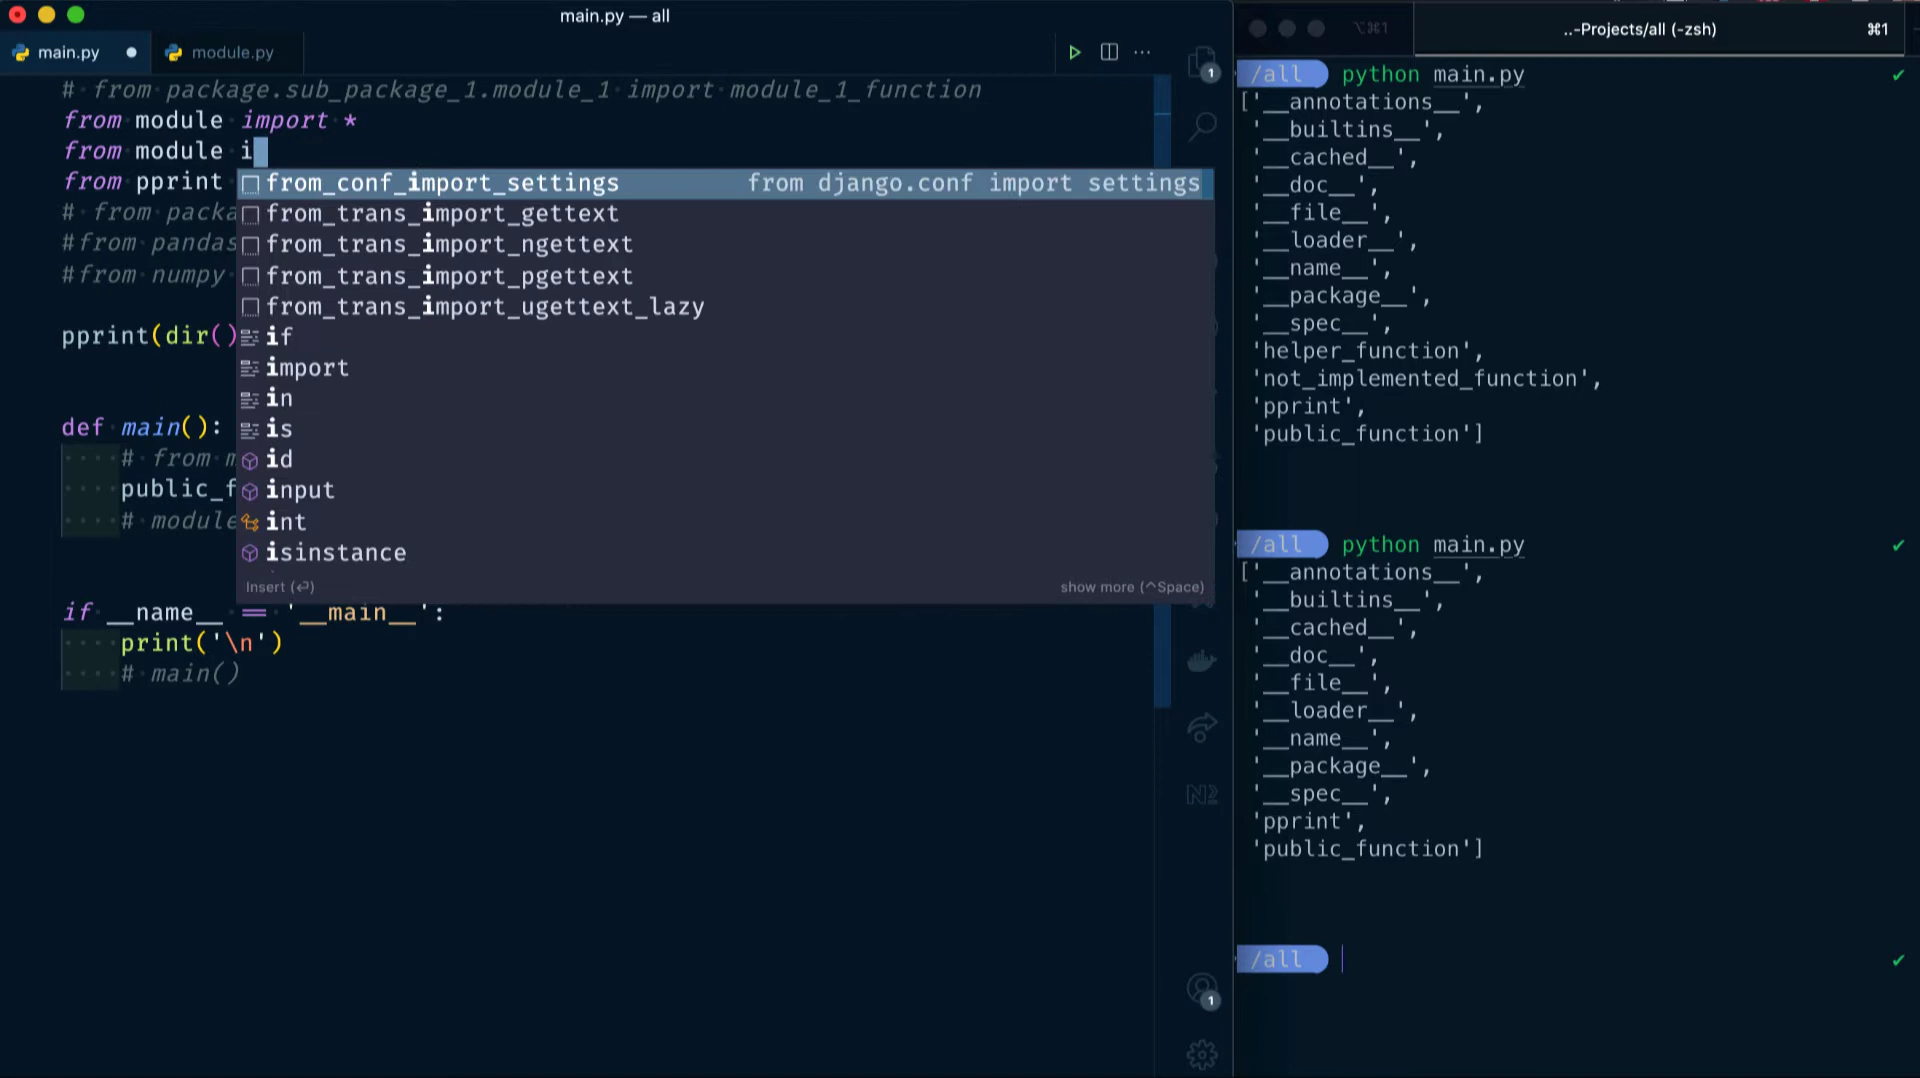 main.py — all
main.py
module.py
# from package.sub_package_1.module_1 import module_1_function
from module import *
from module i
from pprint
# from packa
#from pandas
#from numpy
pprint(dir()
def main():
# from m
public_f
# module
if __name__ == '__main__':
print('\n')
# main()
from_conf_import_settings from django.conf import settings
from_trans_import_gettext
from_trans_import_ngettext
from_trans_import_pgettext
from_trans_import_ugettext_lazy
if
import
in
is
id
input
int
isinstance
Insert (⏎) show more (^Space)
1
N
1
⌥⌘1
..-Projects/all (-zsh) ⌘1
/all python main.py ✔
['__annotations__',
'__builtins__',
'__cached__',
'__doc__',
'__file__',
'__loader__',
'__name__',
'__package__',
'__spec__',
'helper_function',
'not_implemented_function',
'pprint',
'public_function']
/all python main.py ✔
['__annotations__',
'__builtins__',
'__cached__',
'__doc__',
'__file__',
'__loader__',
'__name__',
'__package__',
'__spec__',
'pprint',
'public_function']
/all ✔